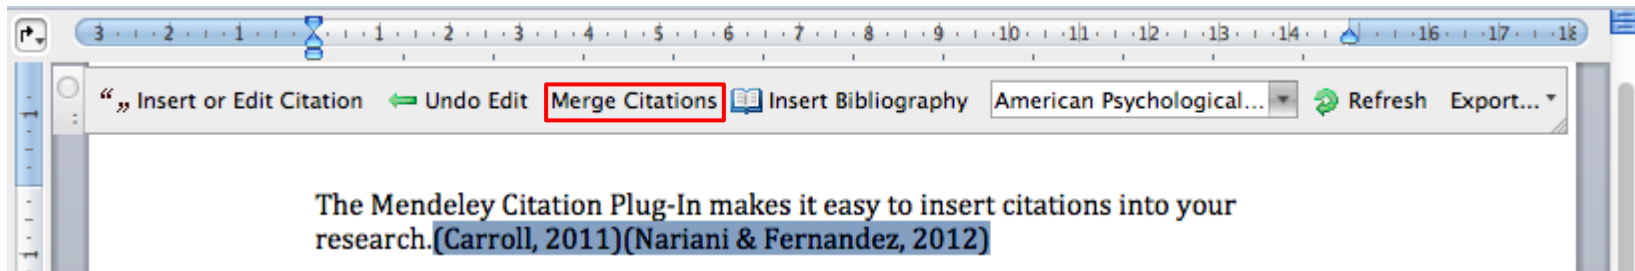 3 2 1 1 2 3 4 5 6 7 8 9 10 11 12 13 14 16 17 18
“ „ Insert or Edit Citation Undo Edit Merge Citations Insert Bibliography American Psychological... Refresh Export...
1
The Mendeley Citation Plug-In makes it easy to insert citations into your
research.(Carroll, 2011)(Nariani & Fernandez, 2012)
1